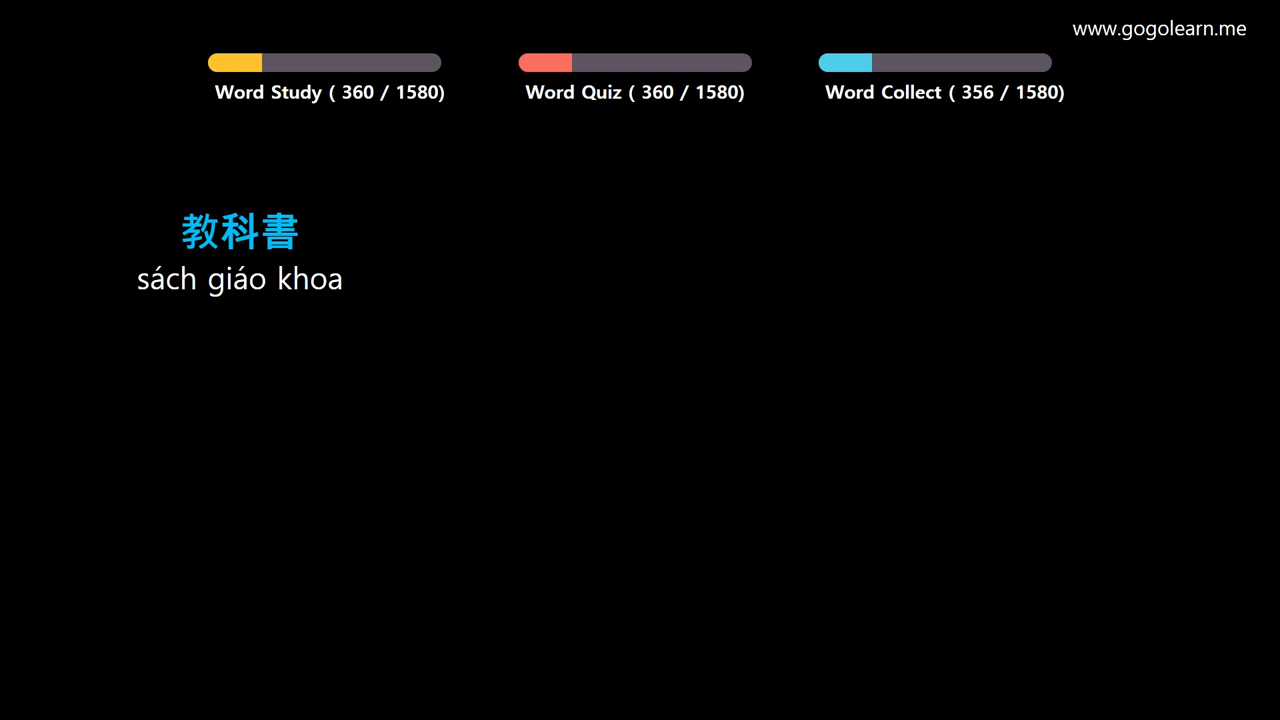 www.gogolearn.me
Word Study ( 360 / 1580)
Word Quiz ( 360 / 1580)
Word Collect ( 356 / 1580)
教科書
sách giáo khoa